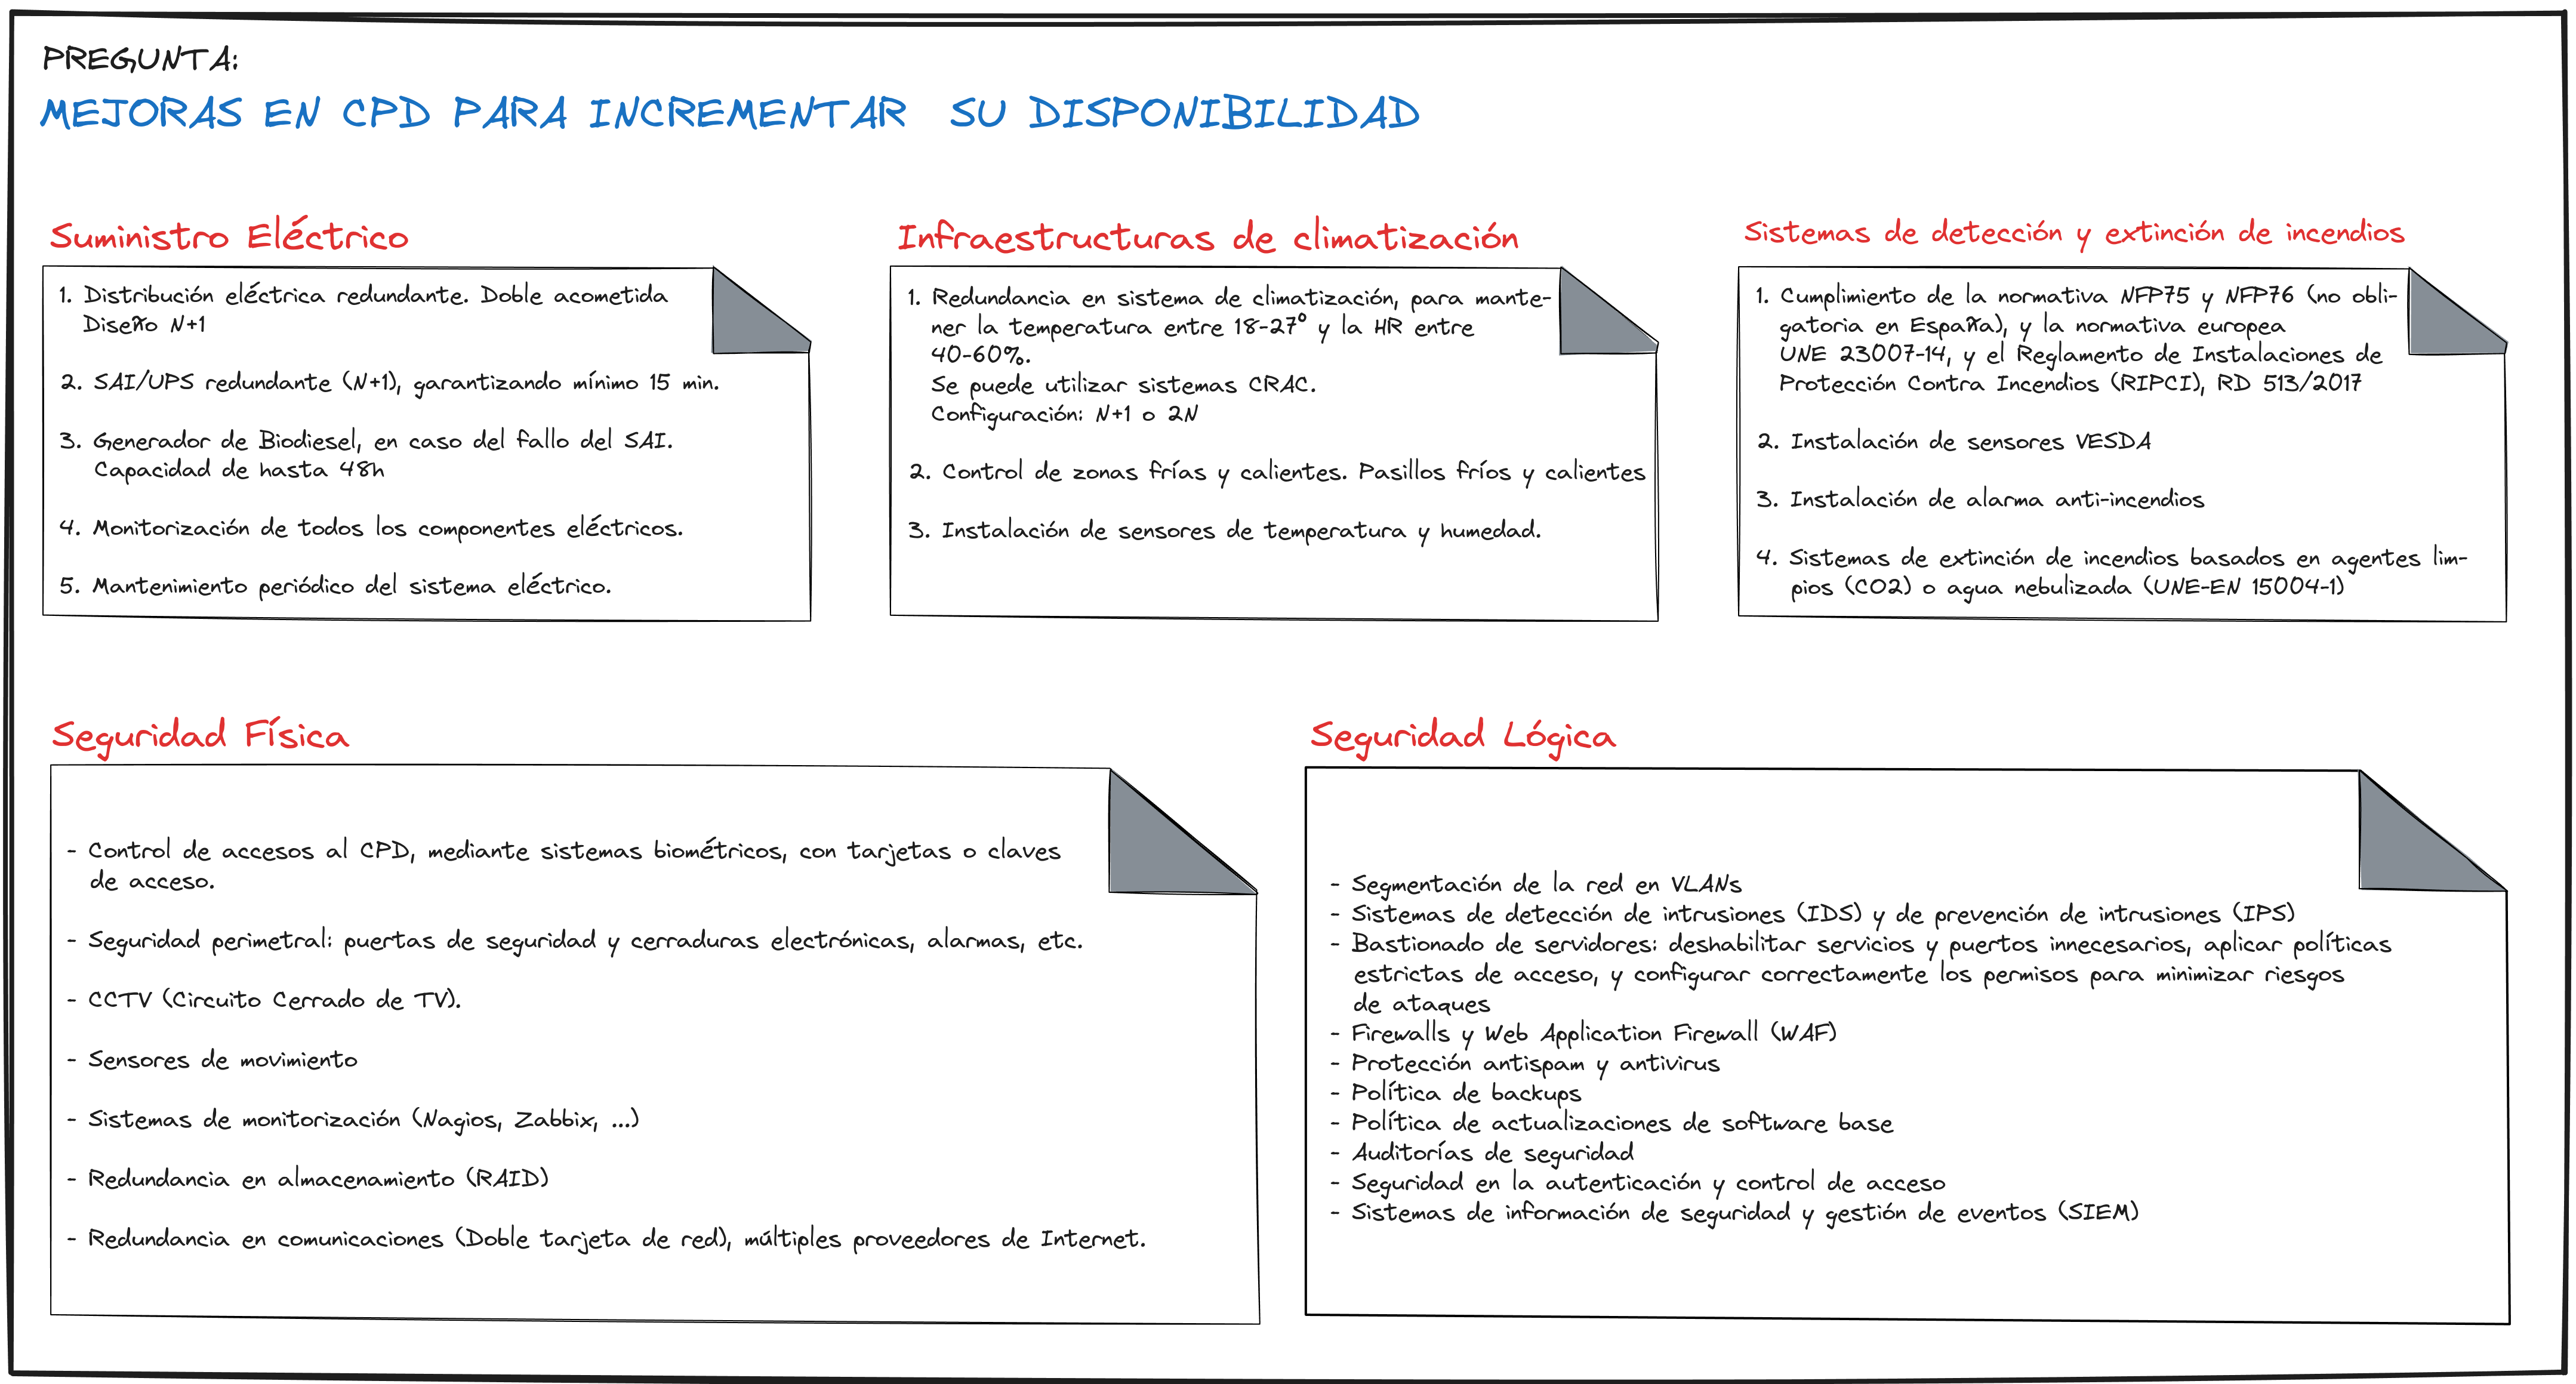 PREGUNTA:
MEJORAS EN CPD PARA INCREMENTAR SU DISPONIBILIDAD
Suministro Eléctrico
1. Distribución eléctrica redundante. Doble acometida
Diseño N+1
2. SAI/UPS redundante (N+1), garantizando mínimo 15 min.
3. Generador de Biodiesel, en caso del fallo del SAI.
Capacidad de hasta 48h
4. Monitorización de todos los componentes eléctricos.
5. Mantenimiento periódico del sistema eléctrico.
Infraestructuras de climatización
1. Redundancia en sistema de climatización, para mante-
ner la temperatura entre 18-27º y la HR entre
40-60%.
Se puede utilizar sistemas CRAC.
Configuración: N+1 o 2N
2. Control de zonas frías y calientes. Pasillos fríos y calientes
3. Instalación de sensores de temperatura y humedad.
Sistemas de detección y extinción de incendios
1. Cumplimiento de la normativa NFP75 y NFP76 (no obli-
gatoria en España), y la normativa europea
UNE 23007-14, y el Reglamento de Instalaciones de
Protección Contra Incendios (RIPCI), RD 513/2017
2. Instalación de sensores VESDA
3. Instalación de alarma anti-incendios
4. Sistemas de extinción de incendios basados en agentes lim-
pios (CO2) o agua nebulizada (UNE-EN 15004-1)
Seguridad Física
- Control de accesos al CPD, mediante sistemas biométricos, con tarjetas o claves
de acceso.
- Seguridad perimetral: puertas de seguridad y cerraduras electrónicas, alarmas, etc.
- CCTV (Circuito Cerrado de TV).
- Sensores de movimiento
- Sistemas de monitorización (Nagios, Zabbix, ...)
- Redundancia en almacenamiento (RAID)
- Redundancia en comunicaciones (Doble tarjeta de red), múltiples proveedores de Internet.
Seguridad Lógica
- Segmentación de la red en VLANs
- Sistemas de detección de intrusiones (IDS) y de prevención de intrusiones (IPS)
- Bastionado de servidores: deshabilitar servicios y puertos innecesarios, aplicar políticas
estrictas de acceso, y configurar correctamente los permisos para minimizar riesgos
de ataques
- Firewalls y Web Application Firewall (WAF)
- Protección antispam y antivirus
- Política de backups
- Política de actualizaciones de software base
- Auditorías de seguridad
- Seguridad en la autenticación y control de acceso
- Sistemas de información de seguridad y gestión de eventos (SIEM)